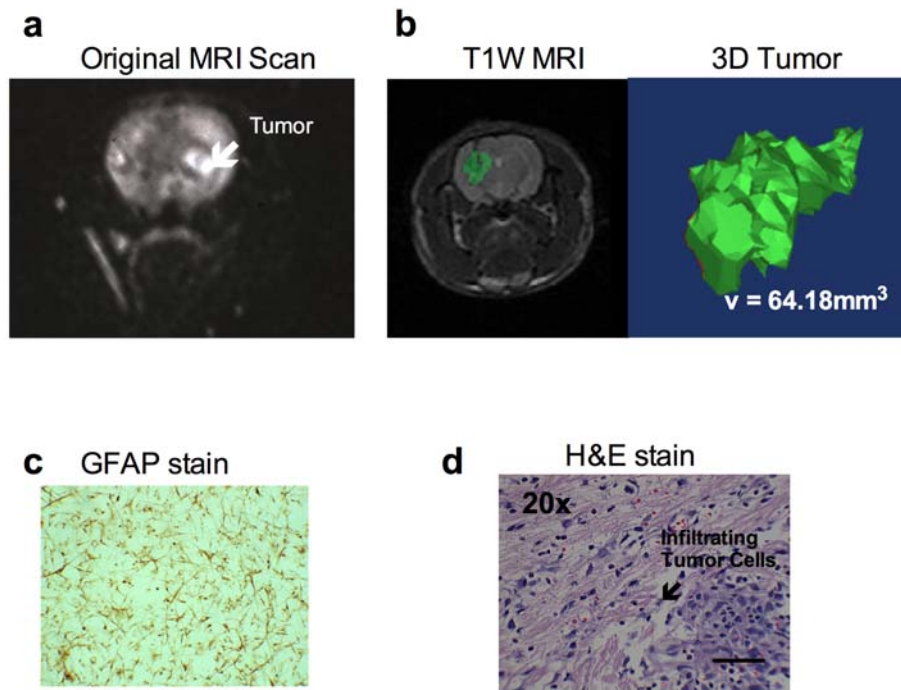 a
Original MRI Scan
Tumor
b
T1W MRI
3D Tumor
v = 64.18mm³
c
GFAP stain
d
H&E stain
20x
Infiltrating
Tumor Cells